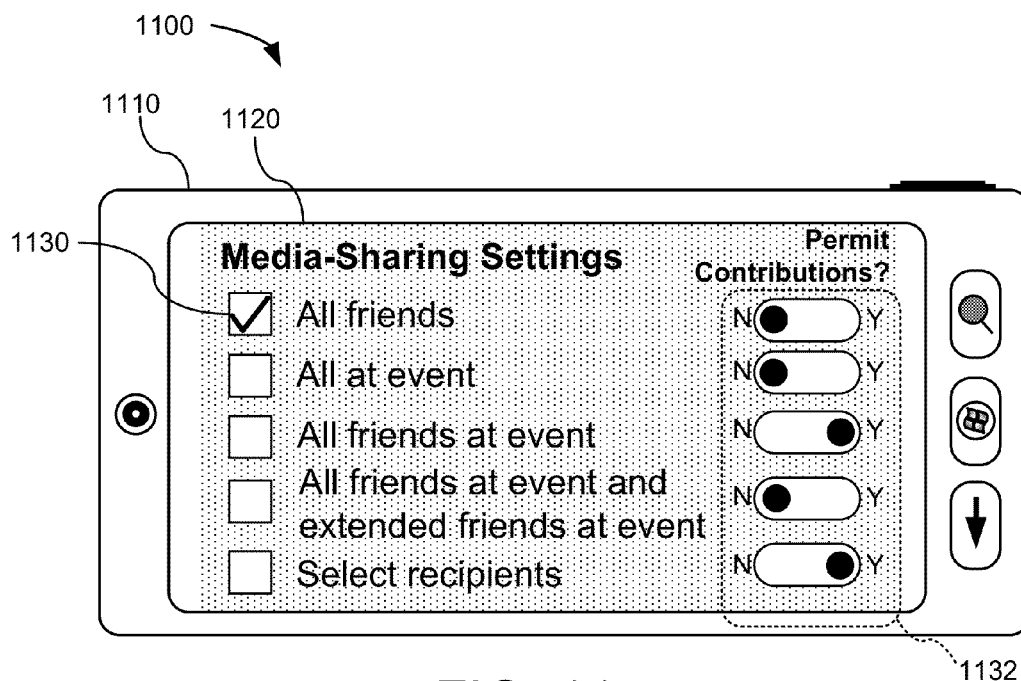 1100
1110
1120
1130
Media-Sharing Settings
Permit
Contributions?
All friends
N Y
All at event
N Y
All friends at event
N Y
All friends at event and
extended friends at event
N Y
Select recipients
N Y
1132